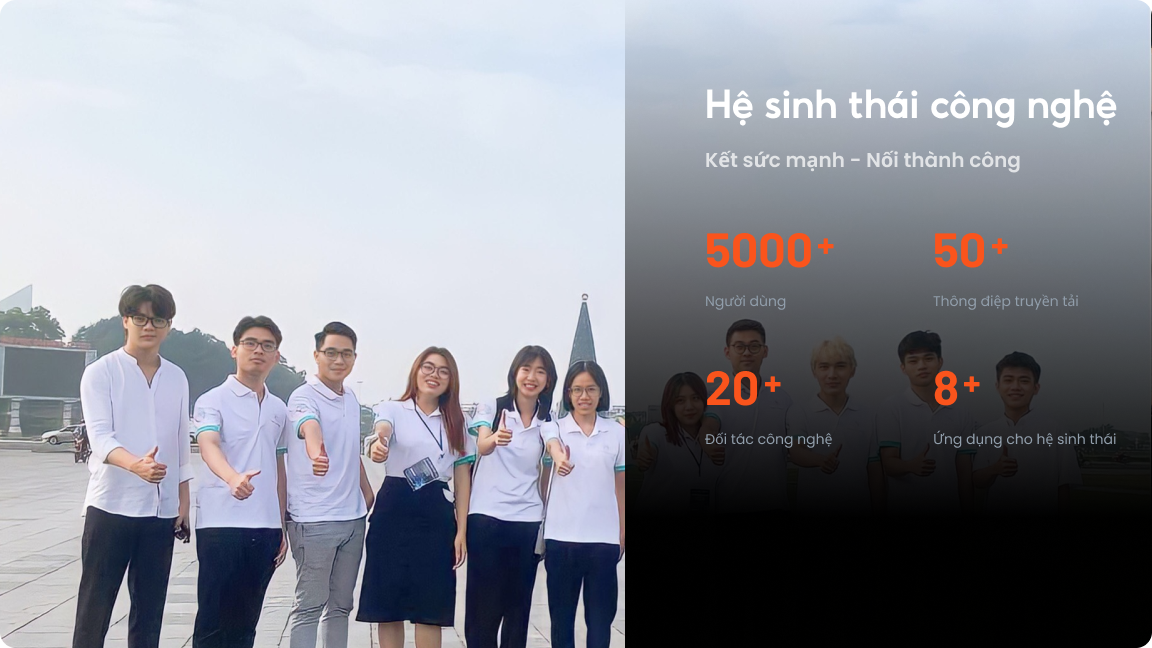 Hệ sinh thái công nghệ
Kết sức mạnh - Nối thành công
5000+
50+
Người dùng
Thông điệp truyền tải
20+
8+
Đối tác công nghệ
Ứng dụng cho hệ sinh thái